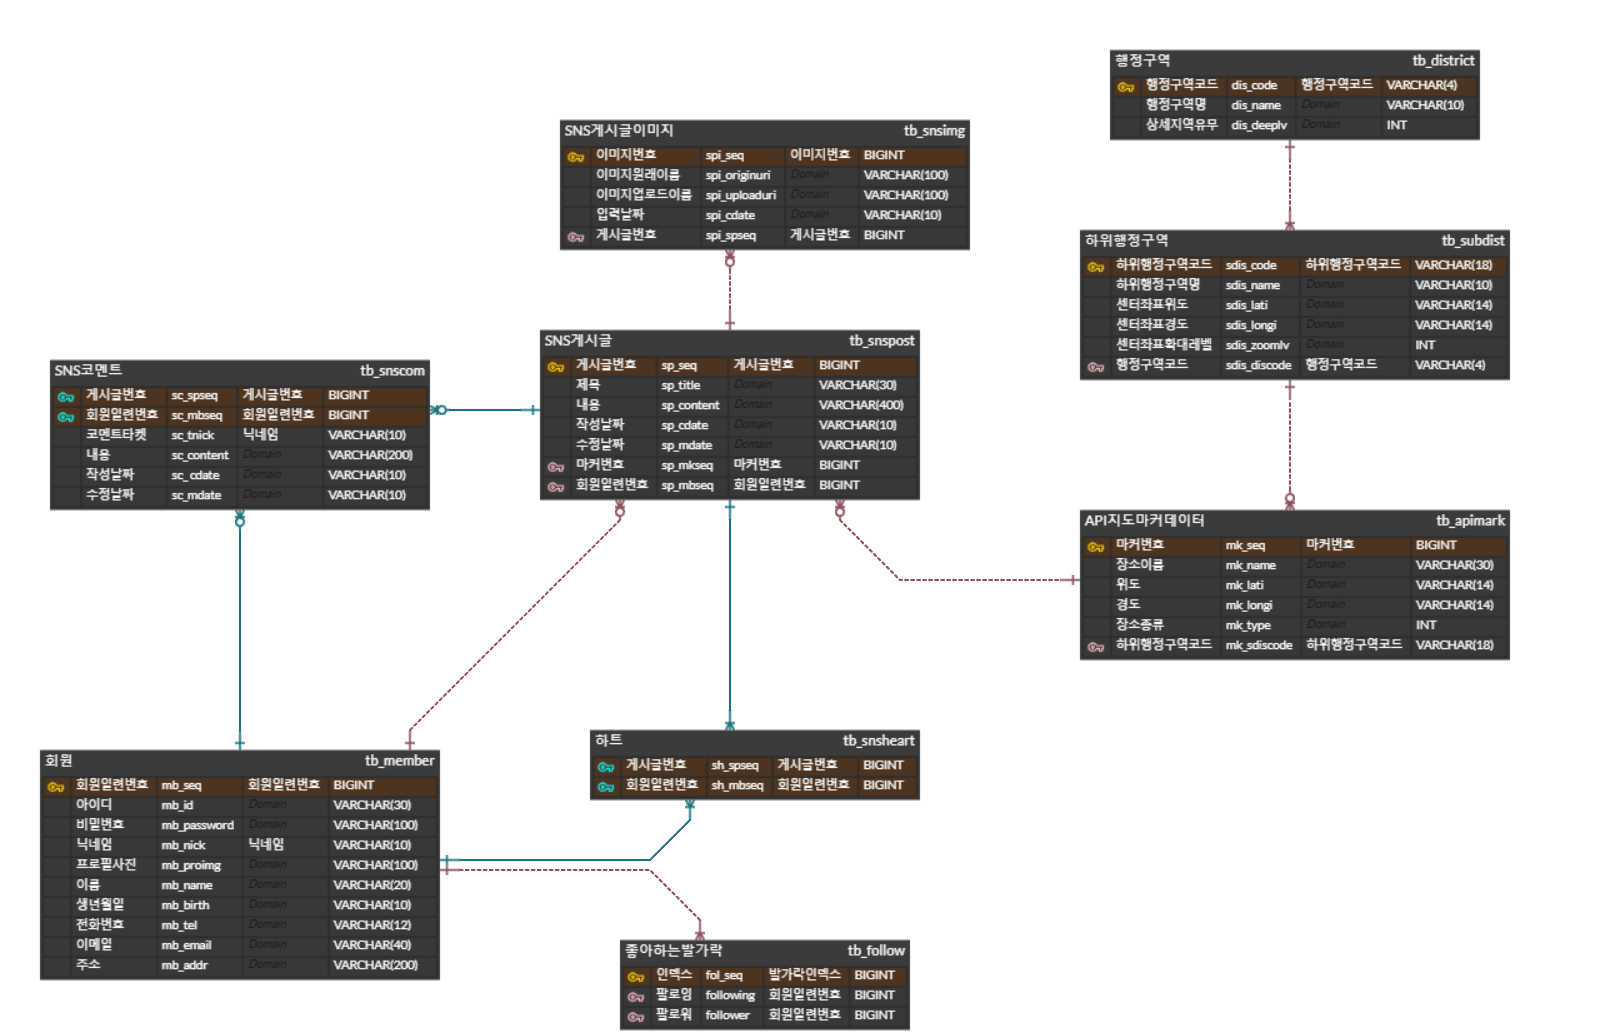 행정구역 tb_district
행정구역코드 dis_code 행정구역코드 VARCHAR(4)
행정구역명 dis_name Domain VARCHAR(10)
상세지역유무 dis_deeplv Domain INT
SNS게시글이미지 tb_snsimg
이미지번호 spi_seq 이미지번호 BIGINT
이미지원래이름 spi_originuri Domain VARCHAR(100)
이미지업로드이름 spi_uploaduri Domain VARCHAR(100)
입력날짜 spi_cdate Domain VARCHAR(10)
게시글번호 spi_spseq 게시글번호 BIGINT
하위행정구역 tb_subdist
하위행정구역코드 sdis_code 하위행정구역코드 VARCHAR(18)
하위행정구역명 sdis_name Domain VARCHAR(10)
센터좌표위도 sdis_lati Domain VARCHAR(14)
센터좌표경도 sdis_longi Domain VARCHAR(14)
센터좌표확대레벨 sdis_zoomlv Domain INT
행정구역코드 sdis_discode 행정구역코드 VARCHAR(4)
SNS게시글 tb_snspost
게시글번호 sp_seq 게시글번호 BIGINT
제목 sp_title Domain VARCHAR(30)
내용 sp_content Domain VARCHAR(400)
작성날짜 sp_cdate Domain VARCHAR(10)
수정날짜 sp_mdate Domain VARCHAR(10)
마커번호 sp_mkseq 마커번호 BIGINT
회원일련번호 sp_mbseq 회원일련번호 BIGINT
SNS코멘트 tb_snscom
게시글번호 sc_spseq 게시글번호 BIGINT
회원일련번호 sc_mbseq 회원일련번호 BIGINT
코멘트타켓 sc_tnick 닉네임 VARCHAR(10)
내용 sc_content Domain VARCHAR(200)
작성날짜 sc_cdate Domain VARCHAR(10)
수정날짜 sc_mdate Domain VARCHAR(10)
API지도마커데이터 tb_apimark
마커번호 mk_seq 마커번호 BIGINT
장소이름 mk_name Domain VARCHAR(30)
위도 mk_lati Domain VARCHAR(14)
경도 mk_longi Domain VARCHAR(14)
장소종류 mk_type Domain INT
하위행정구역코드 mk_sdiscode 하위행정구역코드 VARCHAR(18)
하트 tb_snsheart
게시글번호 sh_spseq 게시글번호 BIGINT
회원일련번호 sh_mbseq 회원일련번호 BIGINT
회원 tb_member
회원일련번호 mb_seq 회원일련번호 BIGINT
아이디 mb_id Domain VARCHAR(30)
비밀번호 mb_password Domain VARCHAR(100)
닉네임 mb_nick 닉네임 VARCHAR(10)
프로필사진 mb_proimg Domain VARCHAR(100)
이름 mb_name Domain VARCHAR(20)
생년월일 mb_birth Domain VARCHAR(10)
전화번호 mb_tel Domain VARCHAR(12)
이메일 mb_email Domain VARCHAR(40)
주소 mb_addr Domain VARCHAR(200)
좋아하는발가락 tb_follow
인덱스 fol_seq 발가락인덱스 BIGINT
팔로잉 following 회원일련번호 BIGINT
팔로워 follower 회원일련번호 BIGINT